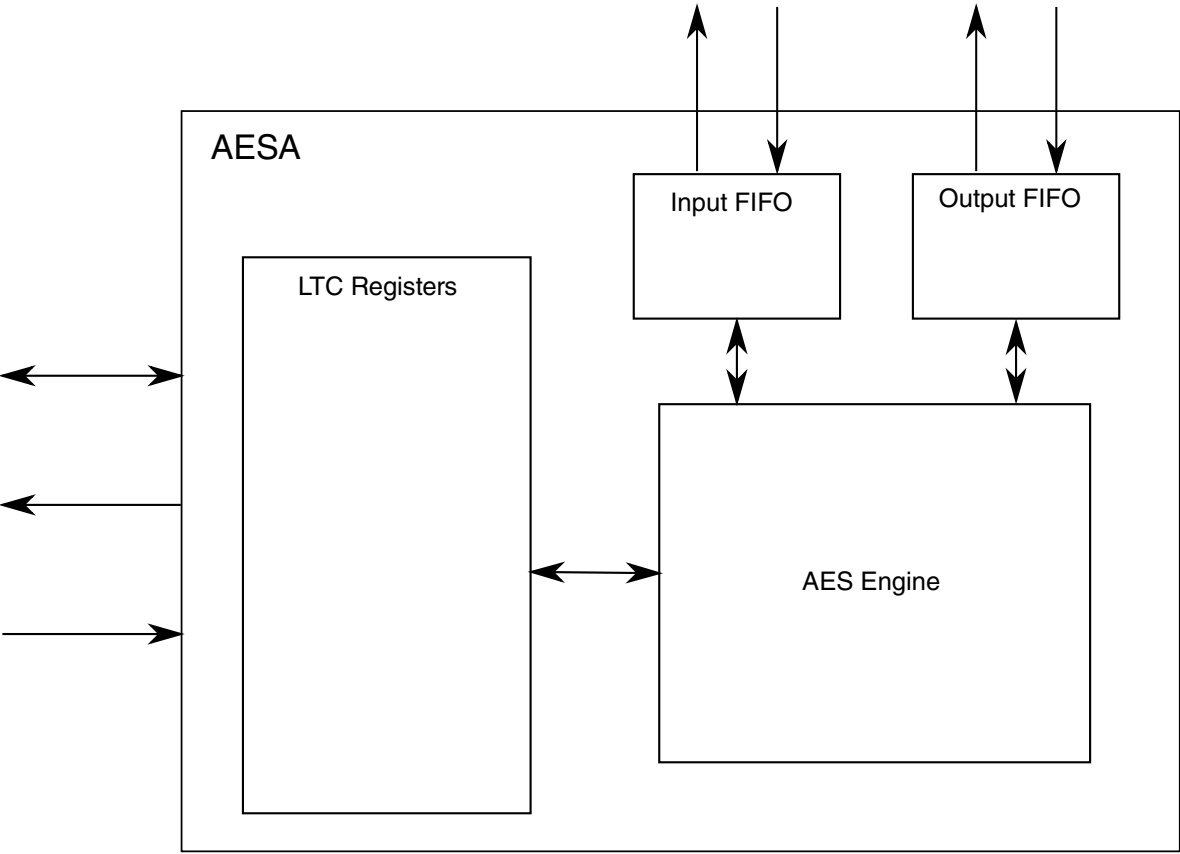 AESA
Input FIFO
Output FIFO
LTC Registers
AES Engine